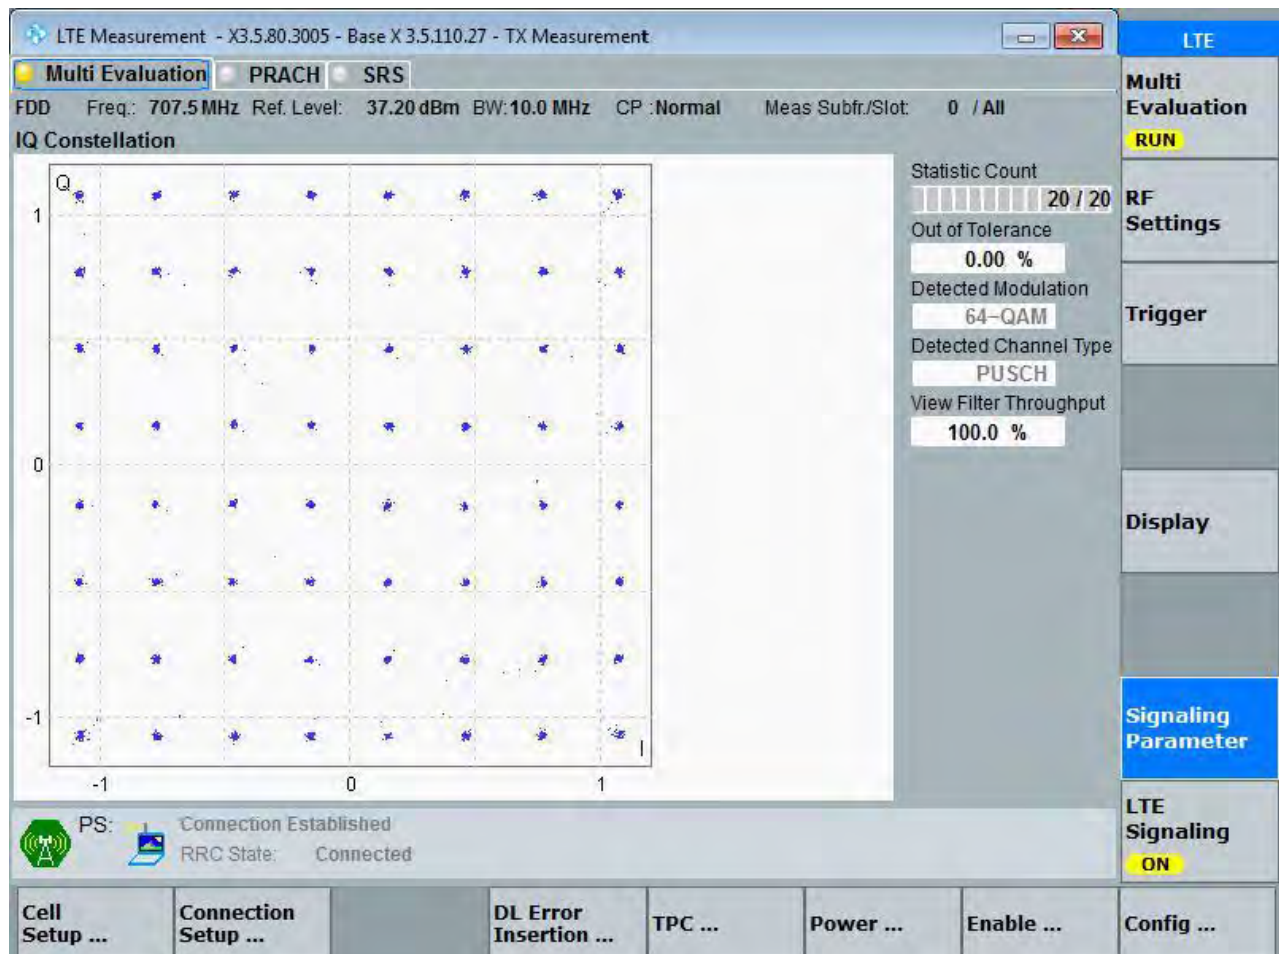 LTE Measurement - X3.5.80.3005 - Base X 3.5.110.27 - TX Measurement
LTE
Multi Evaluation PRACH SRS
FDD Freq.: 707.5 MHz Ref. Level: 37.20 dBm BW: 10.0 MHz CP : Normal Meas Subfr./Slot: 0 / All
IQ Constellation
Q
1
0
-1
-1 0 1
I
Statistic Count
20 / 20
Out of Tolerance
0.00 %
Detected Modulation
64-QAM
Detected Channel Type
PUSCH
View Filter Throughput
100.0 %
Multi
Evaluation
RUN
RF
Settings
Trigger
Display
Signaling
Parameter
LTE
Signaling
ON
PS: Connection Established
RRC State: Connected
Cell
Setup ...
Connection
Setup ...
DL Error
Insertion ...
TPC ...
Power ...
Enable ...
Config ...